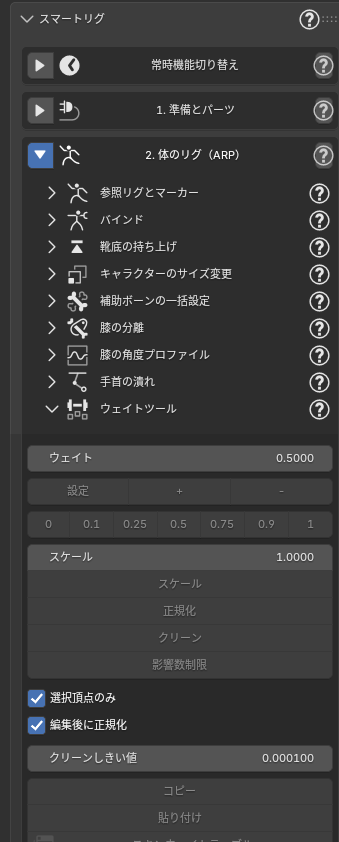 スマートリグ
常時機能切り替え
1. 準備とパーツ
2. 体のリグ（ARP）
参照リグとマーカー
バインド
靴底の持ち上げ
キャラクターのサイズ変更
補助ボーンの一括設定
膝の分離
膝の角度プロファイル
手首の潰れ
ウェイトツール
ウェイト 0.5000
設定 + -
0 0.1 0.25 0.5 0.75 0.9 1
スケール 1.0000
スケール
正規化
クリーン
影響数制限
選択頂点のみ
編集後に正規化
クリーンしきい値 0.000100
コピー
貼り付け